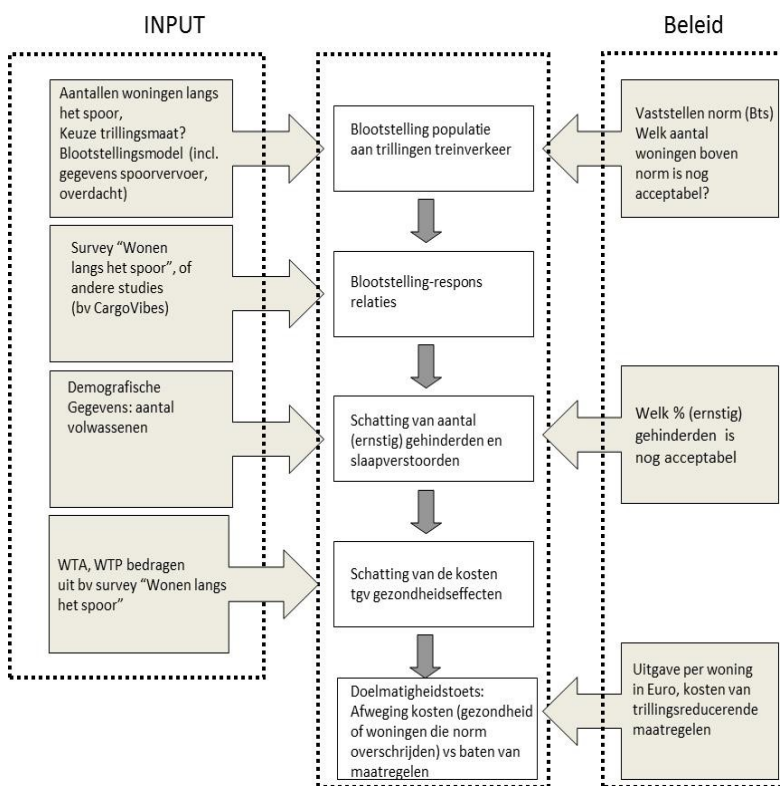 INPUT
Beleid
Aantallen woningen langs
het spoor,
Keuze trillingsmaat?
Blootstellingsmodel (incl.
gegevens spoorvervoer,
overdacht)
Blootstelling populatie
aan trillingen treinverkeer
Vaststellen norm (Bts)
Welk aantal
woningen boven
norm is nog
acceptabel?
Survey “Wonen
langs het spoor”, of
andere studies
(bv CargoVibes)
Blootstelling-respons
relaties
Demografische
Gegevens: aantal
volwassenen
Schatting van aantal
(ernstig) gehinderden en
slaapverstoorden
Welk % (ernstig)
gehinderden is
nog acceptabel
WTA, WTP bedragen
uit bv survey “Wonen langs
het spoor”
Schatting van de kosten
tgv gezondheidseffecten
Doelmatigheidstoets:
Afweging kosten (gezondheid
of woningen die norm
overschrijden) vs baten van
maatregelen
Uitgave per woning
in Euro, kosten van
trillingsreducerende
maatregelen